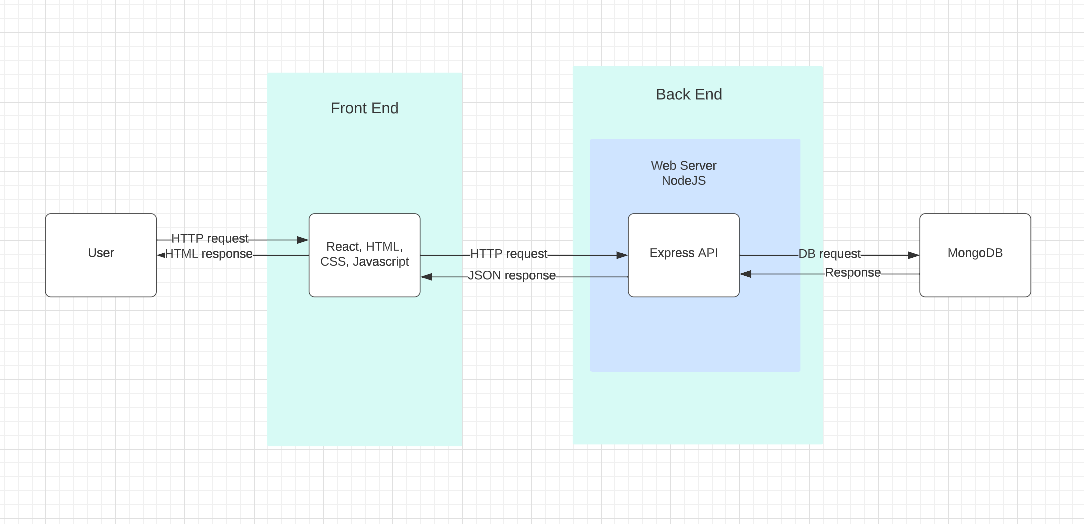 Front End
Back End
Web Server
NodeJS
User
HTTP request
HTML response
React, HTML,
CSS, Javascript
HTTP request
JSON response
Express API
DB request
Response
MongoDB